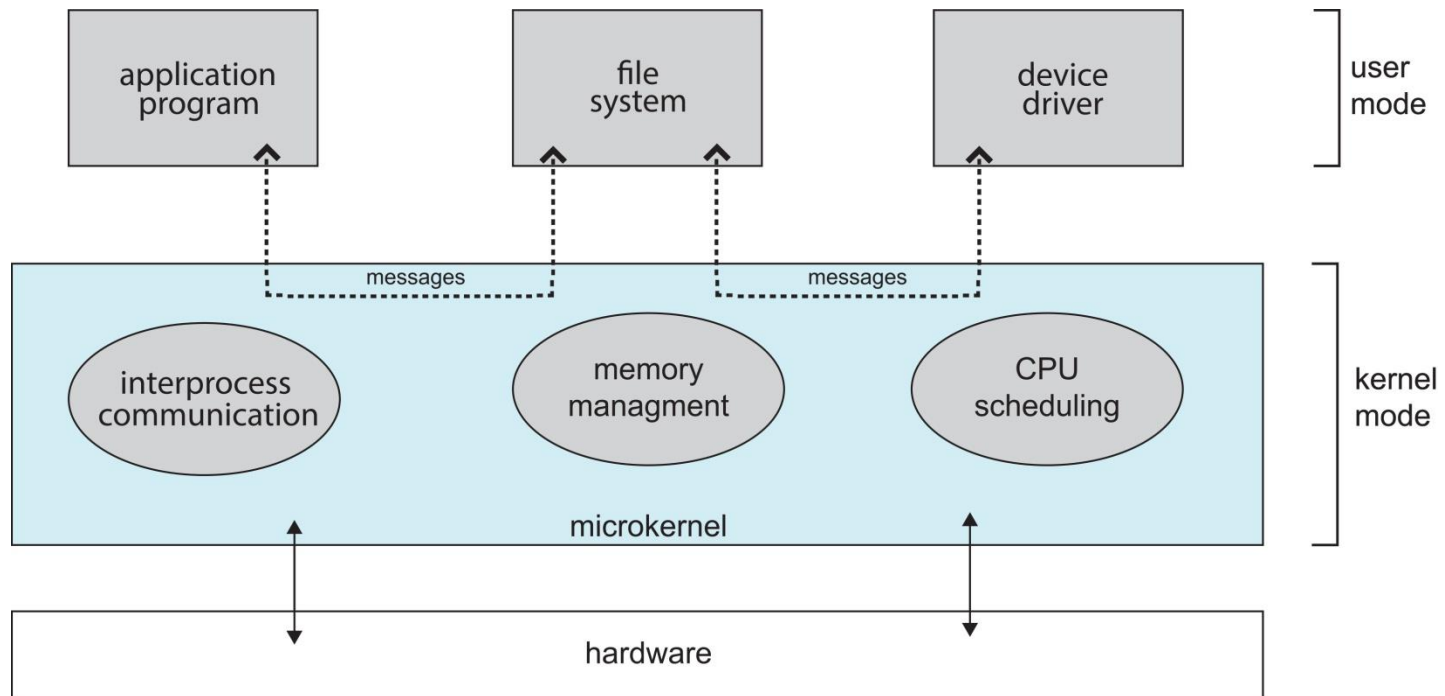 application
program
file
system
device
driver
user
mode
messages
messages
interprocess
communication
memory
managment
CPU
scheduling
kernel
mode
microkernel
hardware